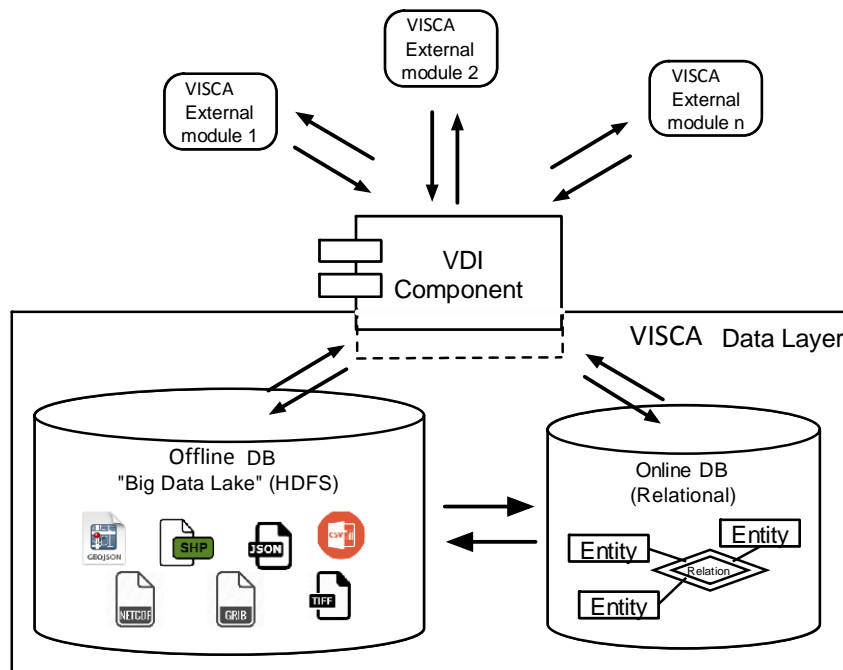 VISCA
External
module 1
VISCA
External
module 2
VISCA
External
module n
VDI
Component
VISCA Data Layer
Offline DB
"Big Data Lake" (HDFS)
GEOJSON
SHP
JSON
CSV
NETCDF
GRIB
TIFF
Online DB
(Relational)
Entity
Entity
Relation
Entity